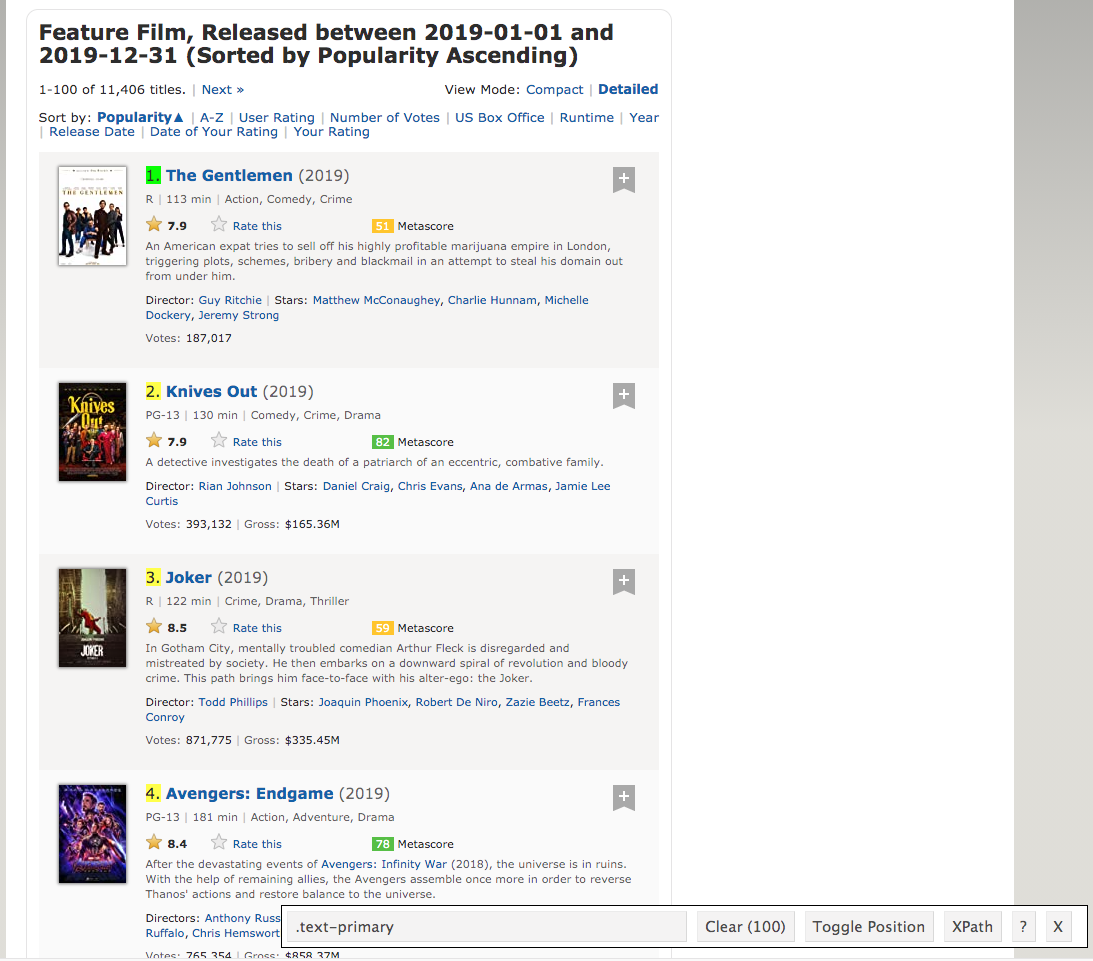 Feature Film, Released between 2019-01-01 and
2019-12-31 (Sorted by Popularity Ascending)
1-100 of 11,406 titles. | Next » View Mode: Compact | Detailed
Sort by: Popularity▲ | A-Z | User Rating | Number of Votes | US Box Office | Runtime | Year
| Release Date | Date of Your Rating | Your Rating
THE GENTLEMEN
1. The Gentlemen (2019)
R | 113 min | Action, Comedy, Crime
7.9 Rate this 51 Metascore
An American expat tries to sell off his highly profitable marijuana empire in London,
triggering plots, schemes, bribery and blackmail in an attempt to steal his domain out
from under him.
Director: Guy Ritchie | Stars: Matthew McConaughey, Charlie Hunnam, Michelle
Dockery, Jeremy Strong
Votes: 187,017
Knives
Out
2. Knives Out (2019)
PG-13 | 130 min | Comedy, Crime, Drama
7.9 Rate this 82 Metascore
A detective investigates the death of a patriarch of an eccentric, combative family.
Director: Rian Johnson | Stars: Daniel Craig, Chris Evans, Ana de Armas, Jamie Lee
Curtis
Votes: 393,132 | Gross: $165.36M
JOKER
3. Joker (2019)
R | 122 min | Crime, Drama, Thriller
8.5 Rate this 59 Metascore
In Gotham City, mentally troubled comedian Arthur Fleck is disregarded and
mistreated by society. He then embarks on a downward spiral of revolution and bloody
crime. This path brings him face-to-face with his alter-ego: the Joker.
Director: Todd Phillips | Stars: Joaquin Phoenix, Robert De Niro, Zazie Beetz, Frances
Conroy
Votes: 871,775 | Gross: $335.45M
4. Avengers: Endgame (2019)
PG-13 | 181 min | Action, Adventure, Drama
8.4 Rate this 78 Metascore
After the devastating events of Avengers: Infinity War (2018), the universe is in ruins.
With the help of remaining allies, the Avengers assemble once more in order to reverse
Thanos' actions and restore balance to the universe.
Directors: Anthony Russ
Ruffalo, Chris Hemswort
Votes: 765,354 | Gross: $858.37M
.text-primary Clear (100) Toggle Position XPath ? X